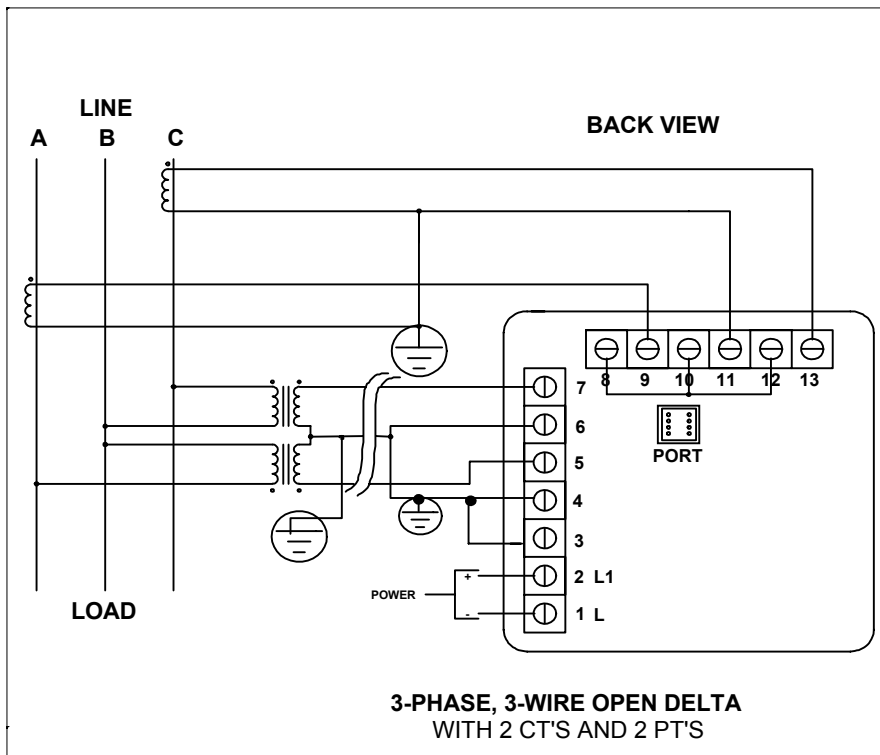 LINE
A B C
BACK VIEW
8 9 10 11 12 13
7
6
PORT
5
4
3
+ 2 L1
POWER
- 1 L
LOAD
3-PHASE, 3-WIRE OPEN DELTA
WITH 2 CT'S AND 2 PT'S